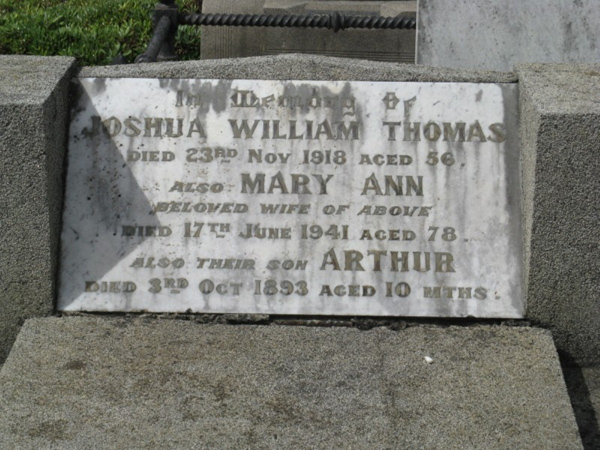 In Memory Of
JOSHUA WILLIAM THOMAS
DIED 23RD NOV 1918 AGED 56.
ALSO MARY ANN
BELOVED WIFE OF ABOVE
DIED 17TH JUNE 1941 AGED 78.
ALSO THEIR SON ARTHUR
DIED 3RD OCT 1893 AGED 10 MTHS.